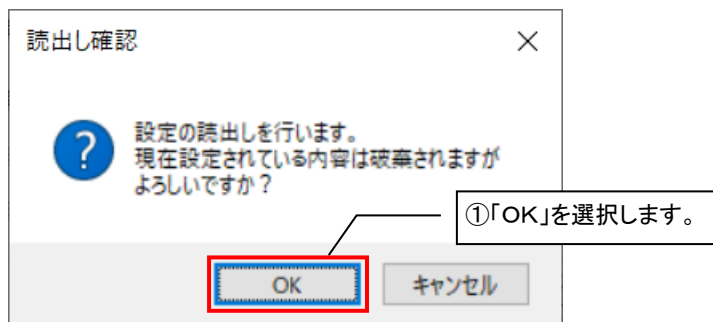 読出し確認
設定の読出しを行います。
現在設定されている内容は破棄されますが
よろしいですか？
①「OK」を選択します。
OK
キャンセル